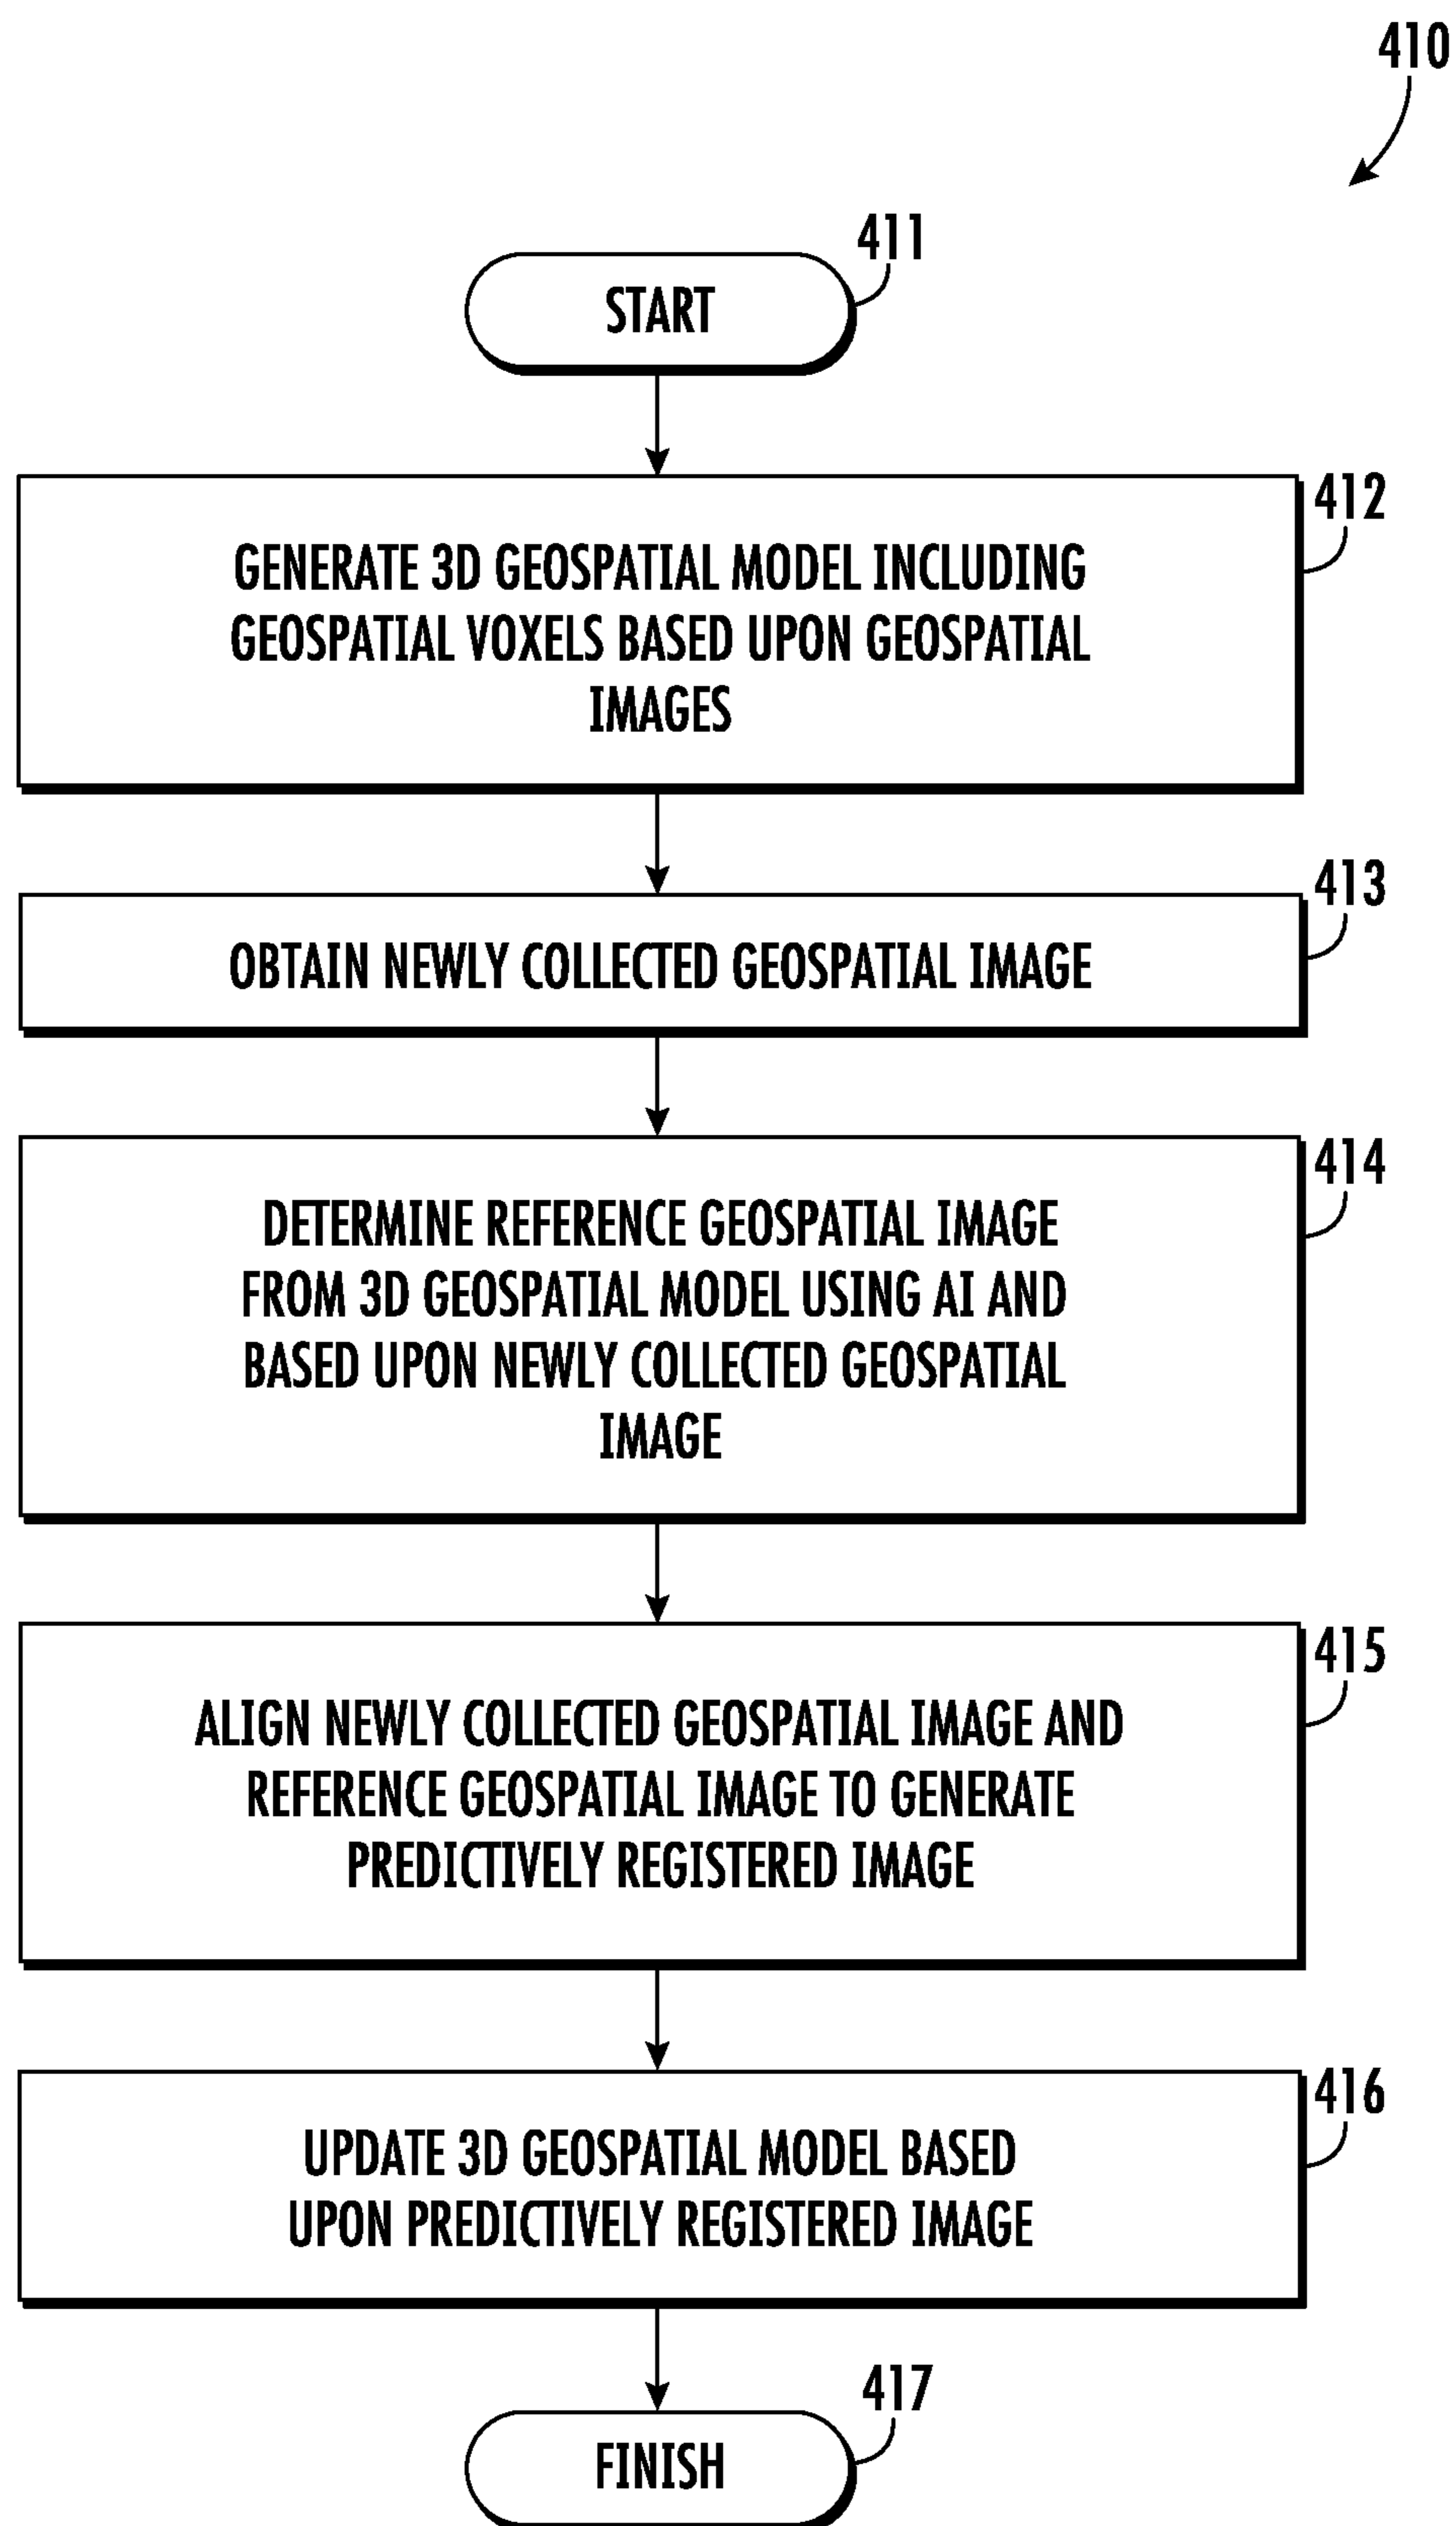 410
START
411
GENERATE 3D GEOSPATIAL MODEL INCLUDING
GEOSPATIAL VOXELS BASED UPON GEOSPATIAL
IMAGES
412
OBTAIN NEWLY COLLECTED GEOSPATIAL IMAGE
413
DETERMINE REFERENCE GEOSPATIAL IMAGE
FROM 3D GEOSPATIAL MODEL USING AI AND
BASED UPON NEWLY COLLECTED GEOSPATIAL
IMAGE
414
ALIGN NEWLY COLLECTED GEOSPATIAL IMAGE AND
REFERENCE GEOSPATIAL IMAGE TO GENERATE
PREDICTIVELY REGISTERED IMAGE
415
UPDATE 3D GEOSPATIAL MODEL BASED
UPON PREDICTIVELY REGISTERED IMAGE
416
FINISH
417